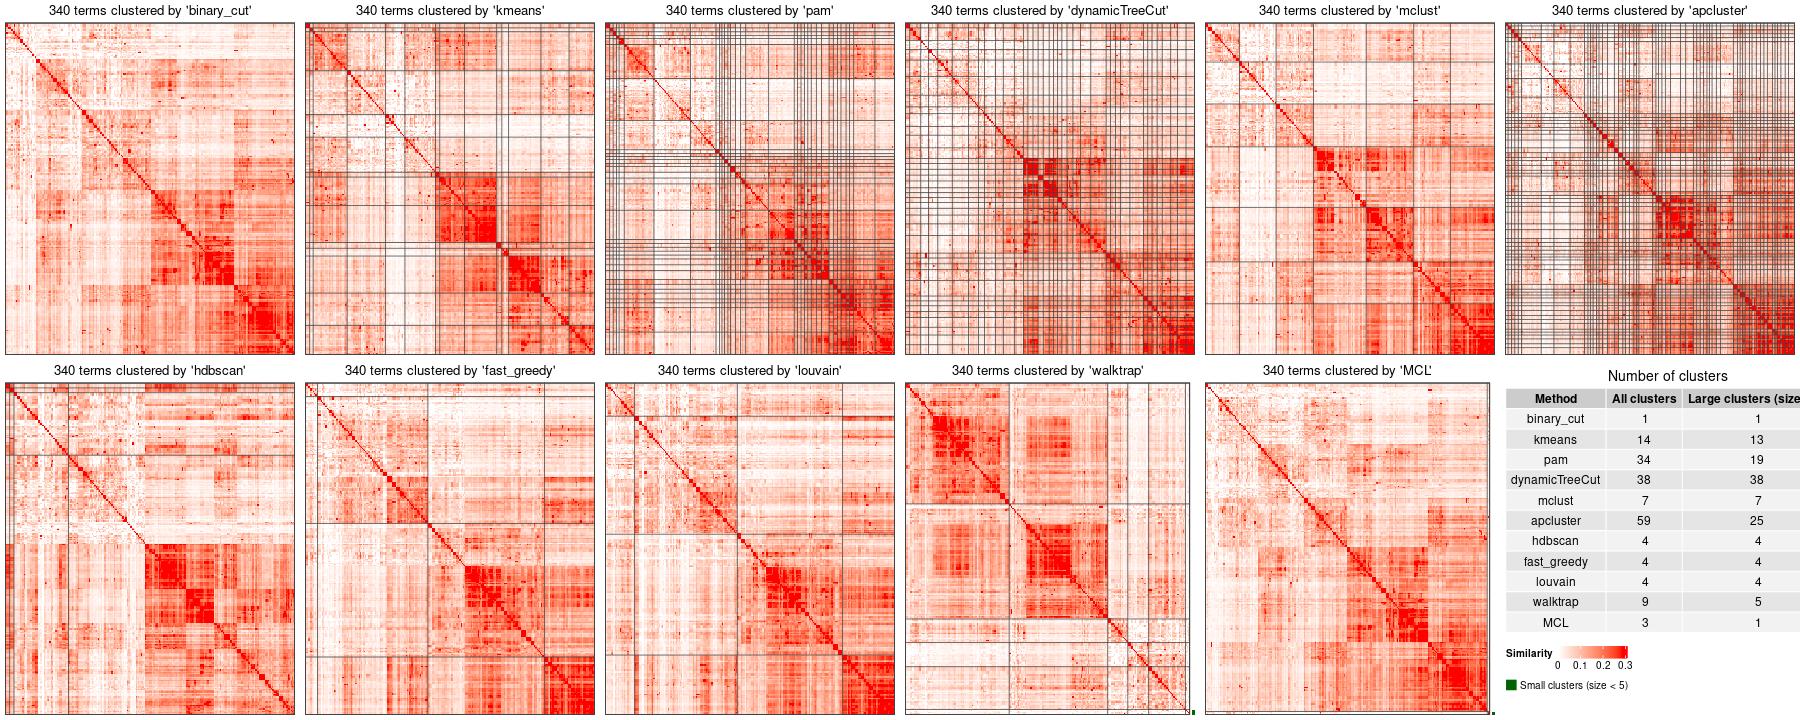 340 terms clustered by 'binary_cut'
340 terms clustered by 'kmeans'
340 terms clustered by 'pam'
340 terms clustered by 'dynamicTreeCut'
340 terms clustered by 'mclust'
340 terms clustered by 'apcluster'
340 terms clustered by 'hdbscan'
340 terms clustered by 'fast_greedy'
340 terms clustered by 'louvain'
340 terms clustered by 'walktrap'
340 terms clustered by 'MCL'
Number of clusters
Method All clusters Large clusters (size
binary_cut 1 1
kmeans 14 13
pam 34 19
dynamicTreeCut 38 38
mclust 7 7
apcluster 59 25
hdbscan 4 4
fast_greedy 4 4
louvain 4 4
walktrap 9 5
MCL 3 1
Similarity
0 0.1 0.2 0.3
Small clusters (size < 5)